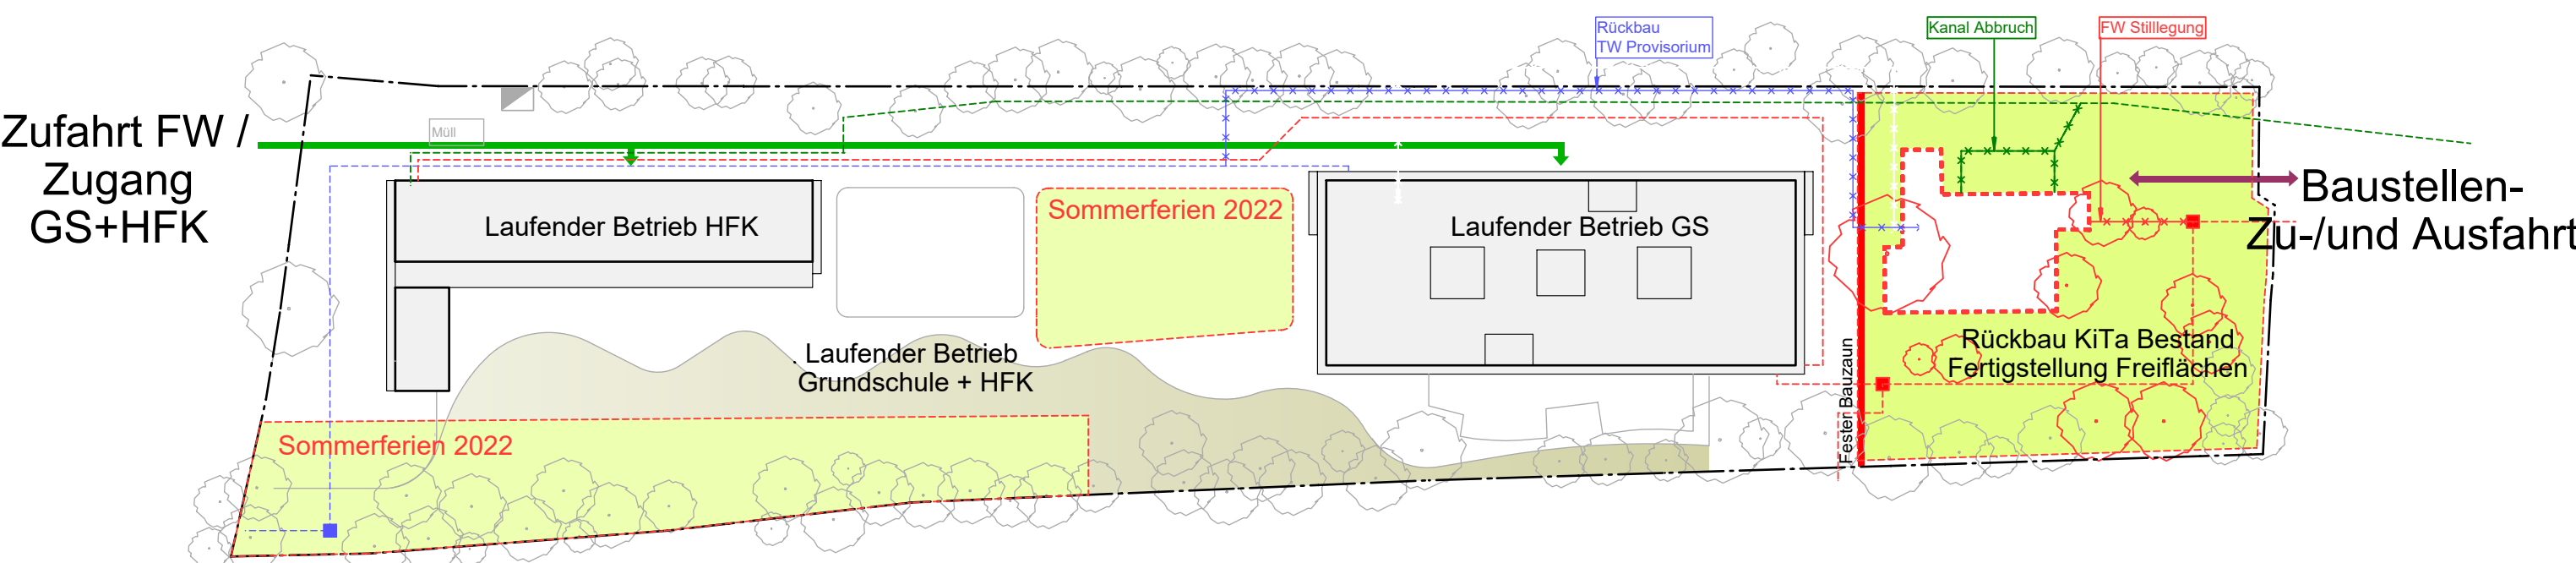 Rückbau
TW Provisorium
Kanal Abbruch
FW Stilllegung
Zufahrt FW /
Zugang
GS+HFK
Müll
Laufender Betrieb HFK
Sommerferien 2022
Laufender Betrieb GS
Baustellen-
Zu-/und Ausfahrt
Laufender Betrieb
Grundschule + HFK
Rückbau KiTa Bestand
Fertigstellung Freiflächen
Fester Bauzaun
Sommerferien 2022